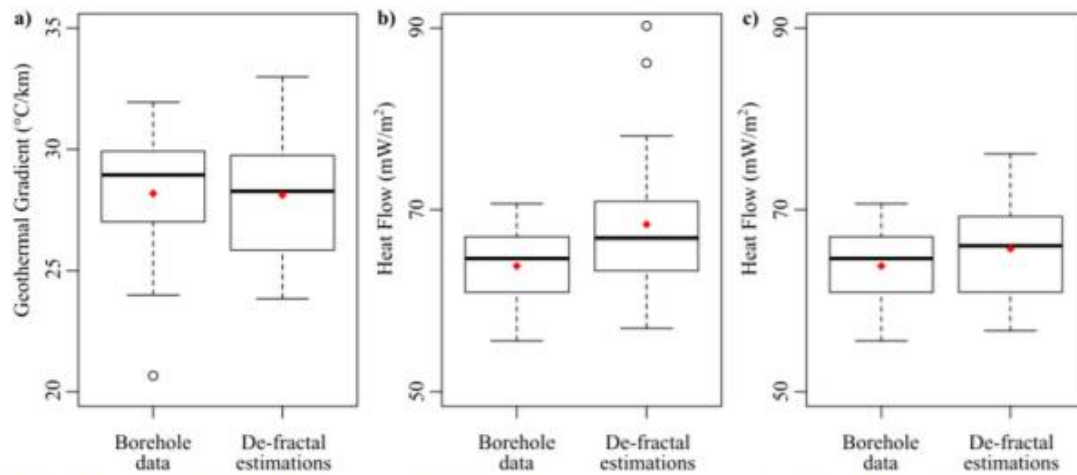 a)
Geothermal Gradient (°C/km)
35
30
25
20
Borehole
data
De-fractal
estimations
b)
Heat Flow (mW/m²)
90
70
50
Borehole
data
De-fractal
estimations
c)
Heat Flow (mW/m²)
90
70
50
Borehole
data
De-fractal
estimations